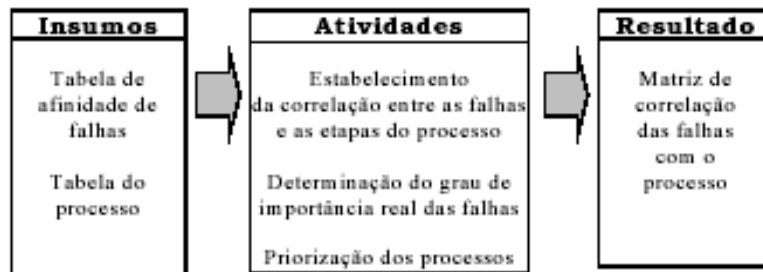 Insumos
Tabela de
afinidade de
falhas
Tabela do
processo
Atividades
Estabelecimento
da correlação entre as falhas
e as etapas do processo
Determinação do grau de
importância real das falhas
Priorização dos processos
Resultado
Matriz de
correlação
das falhas
com o
processo